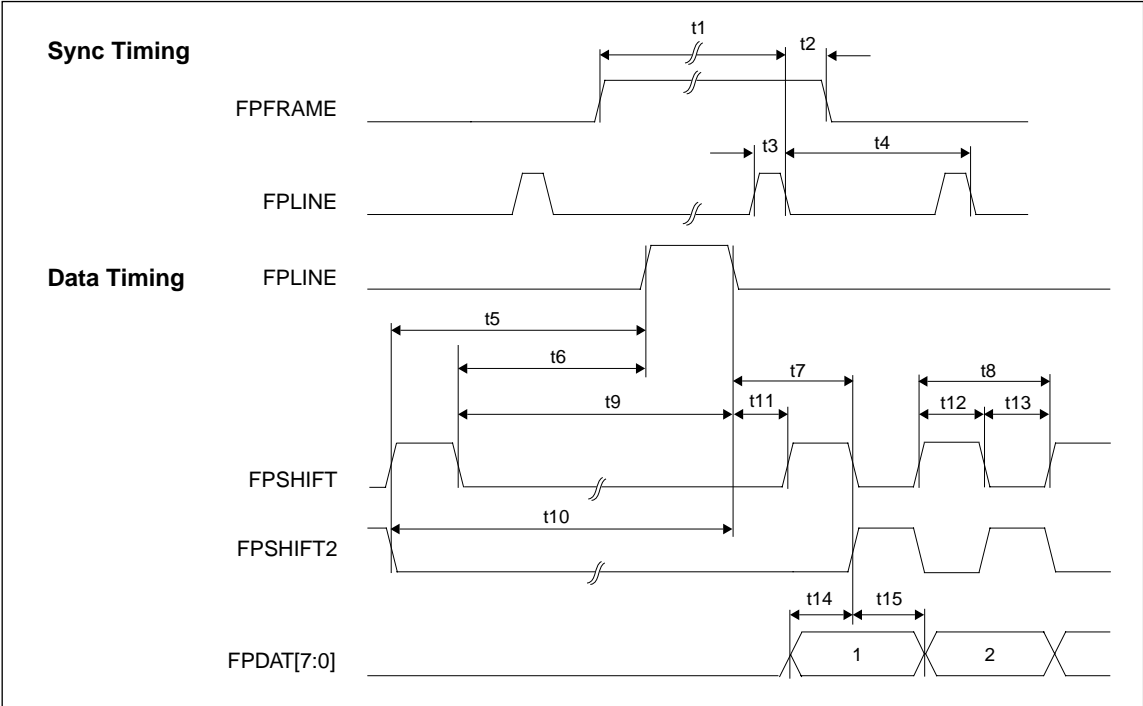 Sync Timing
t1
t2
FPFRAME
t3
t4
FPLINE
Data Timing
FPLINE
t5
t6
t7
t8
t9
t11
t12
t13
FPSHIFT
t10
FPSHIFT2
t14
t15
FPDAT[7:0]
1
2